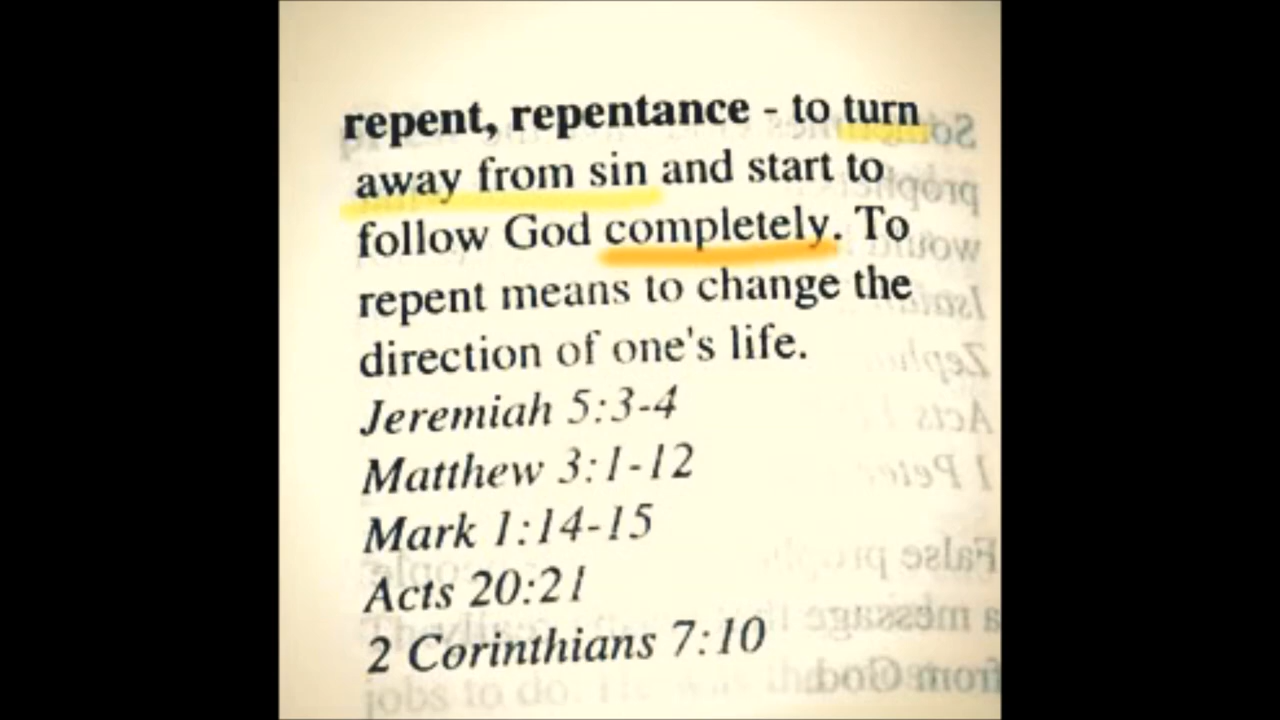 repent, repentance - to turn
away from sin and start to
follow God completely. To
repent means to change the
direction of one's life.
Jeremiah 5:3-4
Matthew 3:1-12
Mark 1:14-15
Acts 20:21
2 Corinthians 7:10